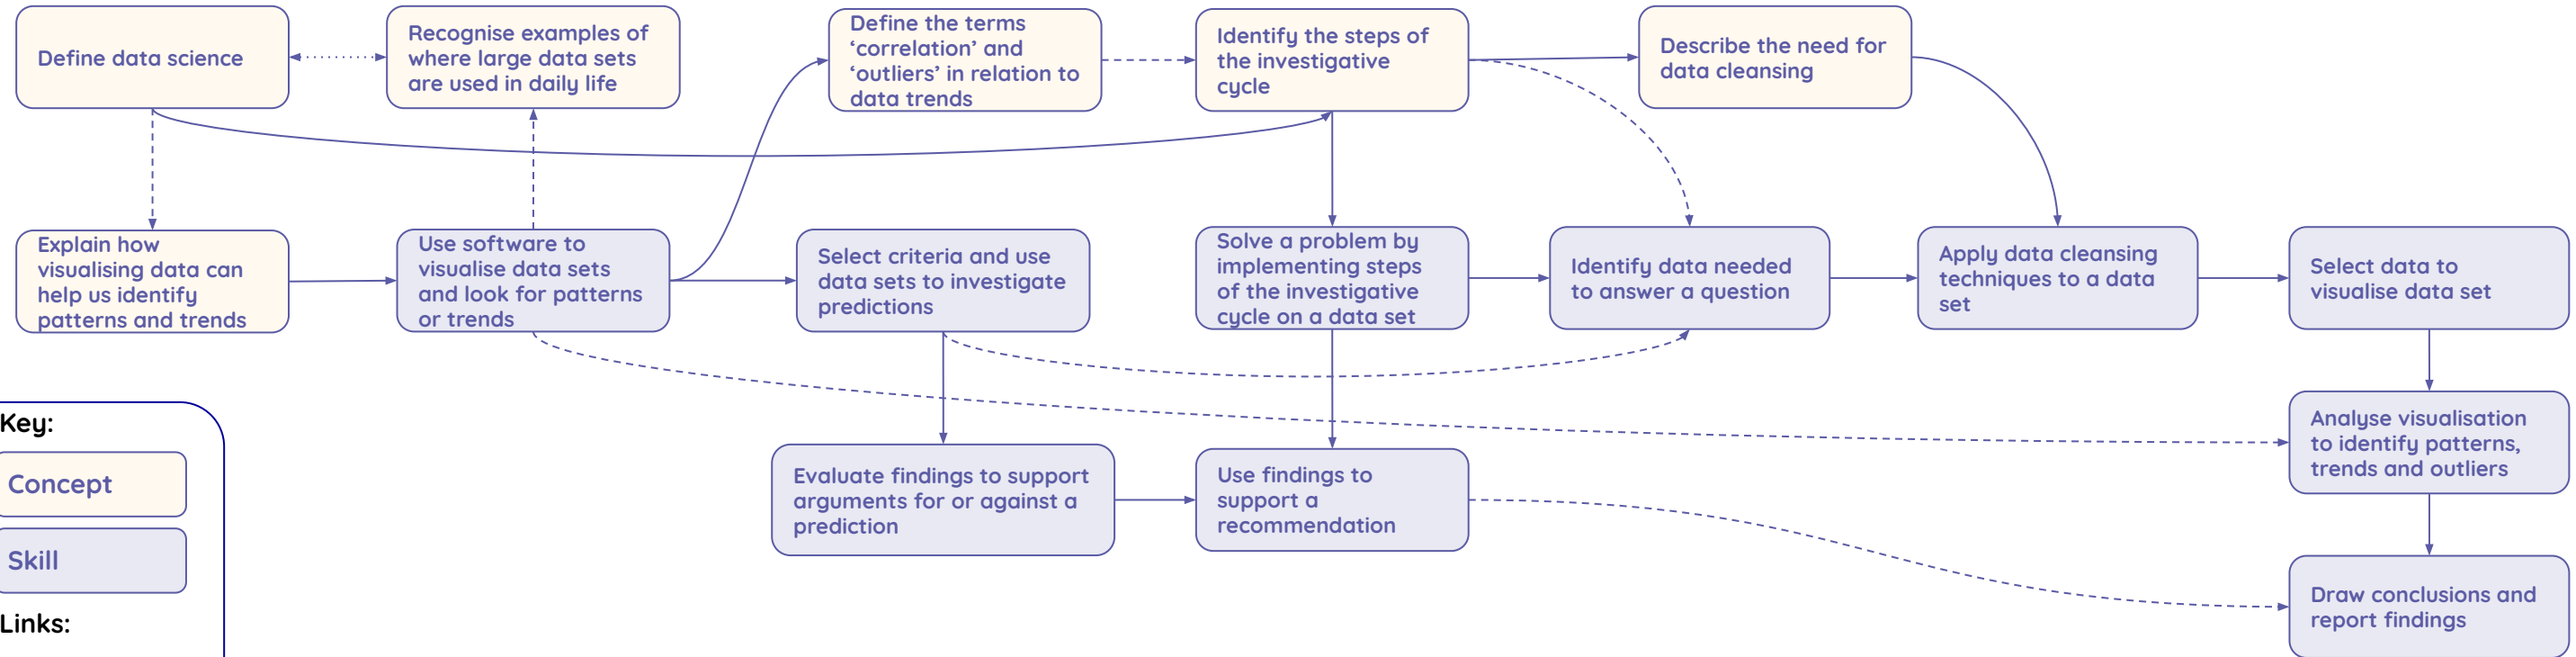 Define data science
Recognise examples of
where large data sets
are used in daily life
Define the terms
‘correlation’ and
‘outliers’ in relation to
data trends
Identify the steps of
the investigative
cycle
Describe the need for
data cleansing
Explain how
visualising data can
help us identify
patterns and trends
Use software to
visualise data sets
and look for patterns
or trends
Select criteria and use
data sets to investigate
predictions
Solve a problem by
implementing steps
of the investigative
cycle on a data set
Identify data needed
to answer a question
Apply data cleansing
techniques to a data
set
Select data to
visualise data set
Analyse visualisation
to identify patterns,
trends and outliers
Evaluate findings to support
arguments for or against a
prediction
Use findings to
support a
recommendation
Draw conclusions and
report findings
Key:
Concept
Skill
Links: